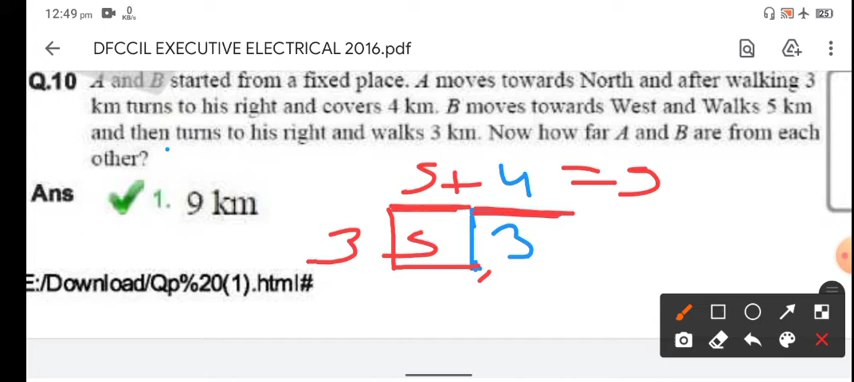 12:49 pm 0 KB/s 25
DFCCIL EXECUTIVE ELECTRICAL 2016.pdf
Q.10 A and B started from a fixed place. A moves towards North and after walking 3
km turns to his right and covers 4 km. B moves towards West and Walks 5 km
and then turns to his right and walks 3 km. Now how far A and B are from each
other?
5+4=
Ans 1. 9 km
3 5 3
E:/Download/Qp%20(1).html#